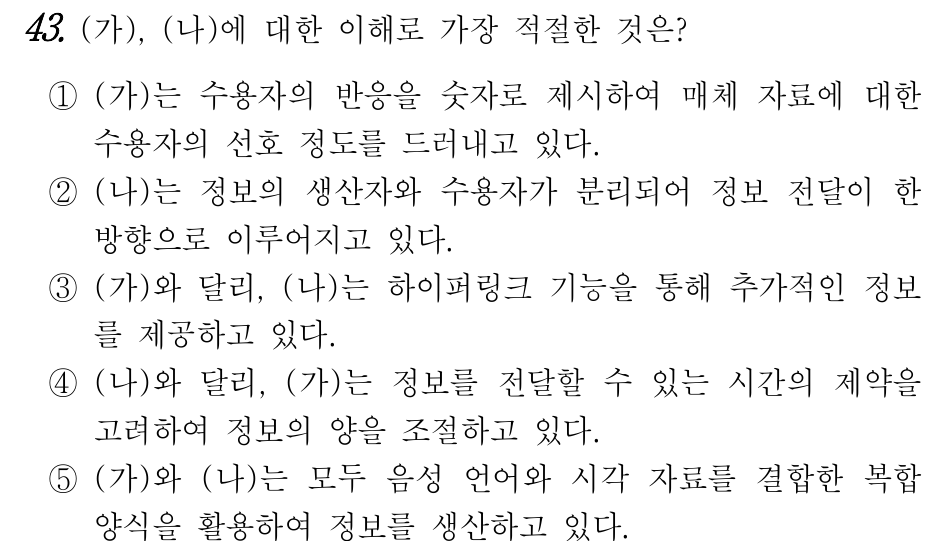 43. (가), (나)에 대한 이해로 가장 적절한 것은?
① (가)는 수용자의 반응을 숫자로 제시하여 매체 자료에 대한
수용자의 선호 정도를 드러내고 있다.
② (나)는 정보의 생산자와 수용자가 분리되어 정보 전달이 한
방향으로 이루어지고 있다.
③ (가)와 달리, (나)는 하이퍼링크 기능을 통해 추가적인 정보
를 제공하고 있다.
④ (나)와 달리, (가)는 정보를 전달할 수 있는 시간의 제약을
고려하여 정보의 양을 조절하고 있다.
⑤ (가)와 (나)는 모두 음성 언어와 시각 자료를 결합한 복합
양식을 활용하여 정보를 생산하고 있다.